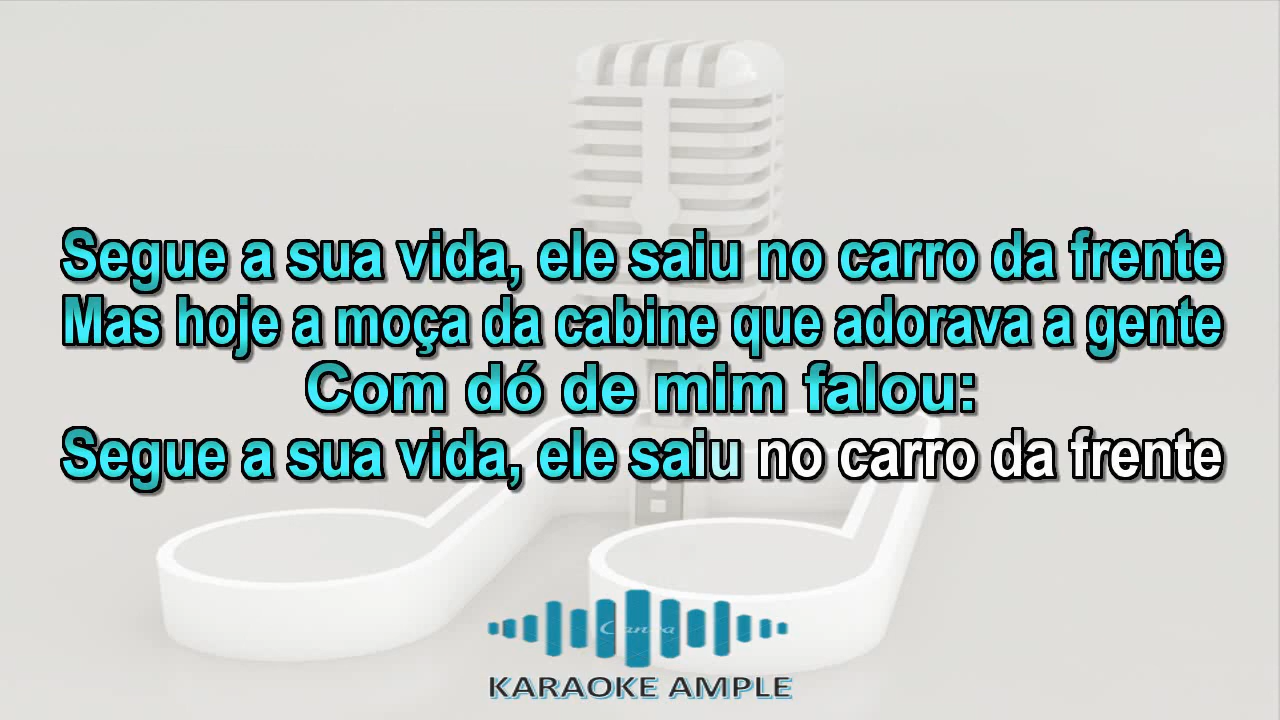 Segue a sua vida, ele saiu no carro da frente
Mas hoje a moça da cabine que adorava a gente
Com dó de mim falou:
Segue a sua vida, ele saiu no carro da frente
Canva
KARAOKE AMPLE